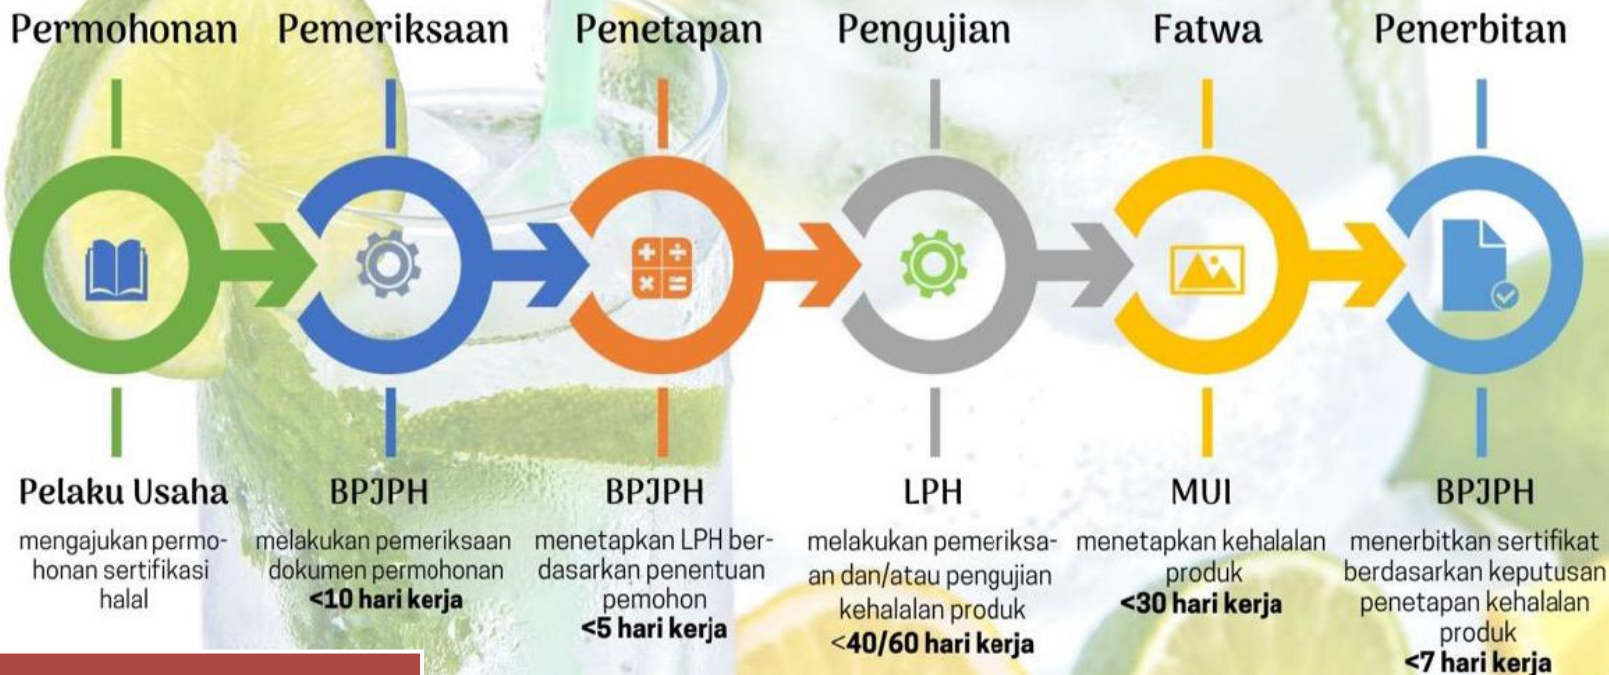 Permohonan
Pemeriksaan
Penetapan
Pengujian
Fatwa
Penerbitan
Pelaku Usaha
mengajukan permo-
honan sertifikasi
halal
BPJPH
melakukan pemeriksaan
dokumen permohonan
<10 hari kerja
BPJPH
menetapkan LPH ber-
dasarkan penentuan
pemohon
<5 hari kerja
LPH
melakukan pemeriksa-
an dan/atau pengujian
kehalalan produk
<40/60 hari kerja
MUI
menetapkan kehalalan
produk
<30 hari kerja
BPJPH
menerbitkan sertifikat
berdasarkan keputusan
penetapan kehalalan
produk
<7 hari kerja